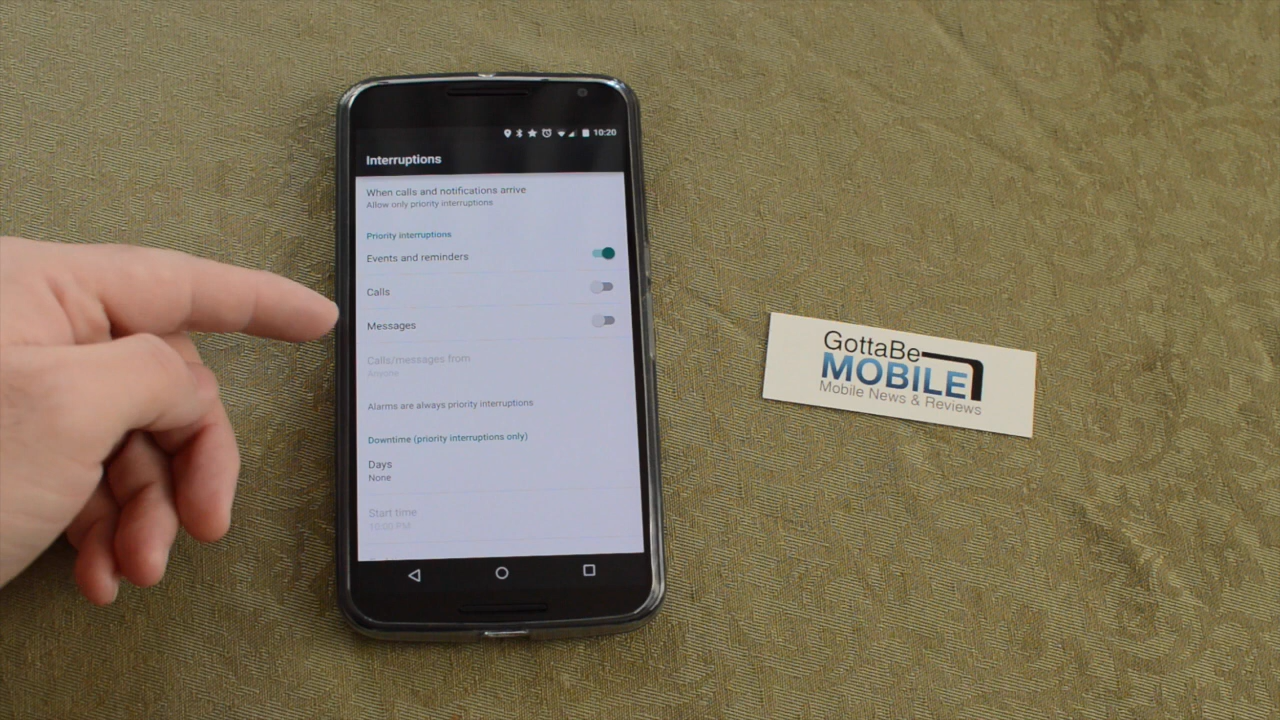 10:20
Interruptions
When calls and notifications arrive
Allow only priority interruptions
Priority interruptions
Events and reminders
Calls
Messages
Calls/messages from
Anyone
Alarms are always priority interruptions
Downtime (priority interruptions only)
Days
None
Start time
10:00 PM
GottaBe
MOBILE
Mobile News & Reviews